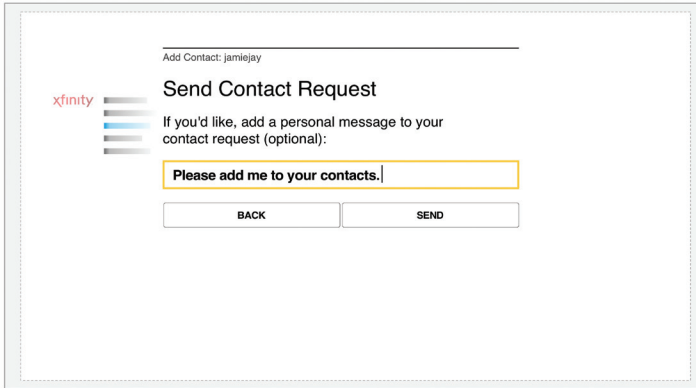 Add Contact: jamiejay
Send Contact Request
xfinity
If you'd like, add a personal message to your
contact request (optional):
Please add me to your contacts.
BACK
SEND